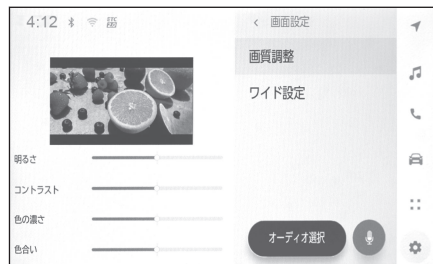 4:12
画面設定
画質調整
ワイド設定
明るさ
コントラスト
色の濃さ
色合い
オーディオ選択